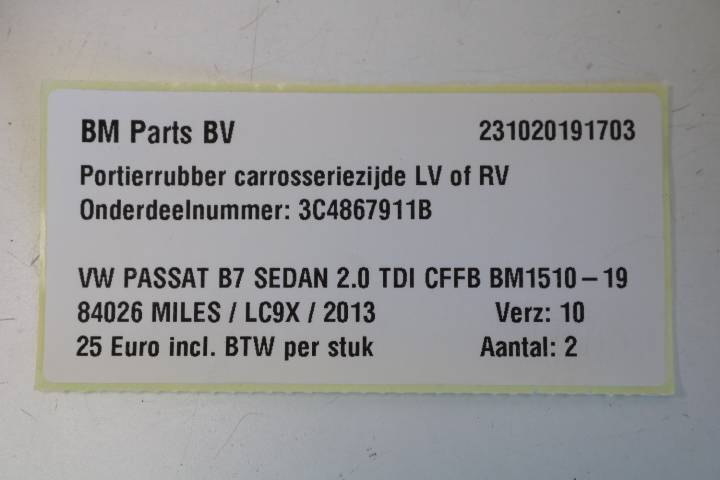 BM Parts BV 231020191703
Portierrubber carrosseriezijde LV of RV
Onderdeelnummer: 3C4867911B
VW PASSAT B7 SEDAN 2.0 TDI CFFB BM1510-19
84026 MILES / LC9X / 2013 Verz: 10
25 Euro incl. BTW per stuk Aantal: 2